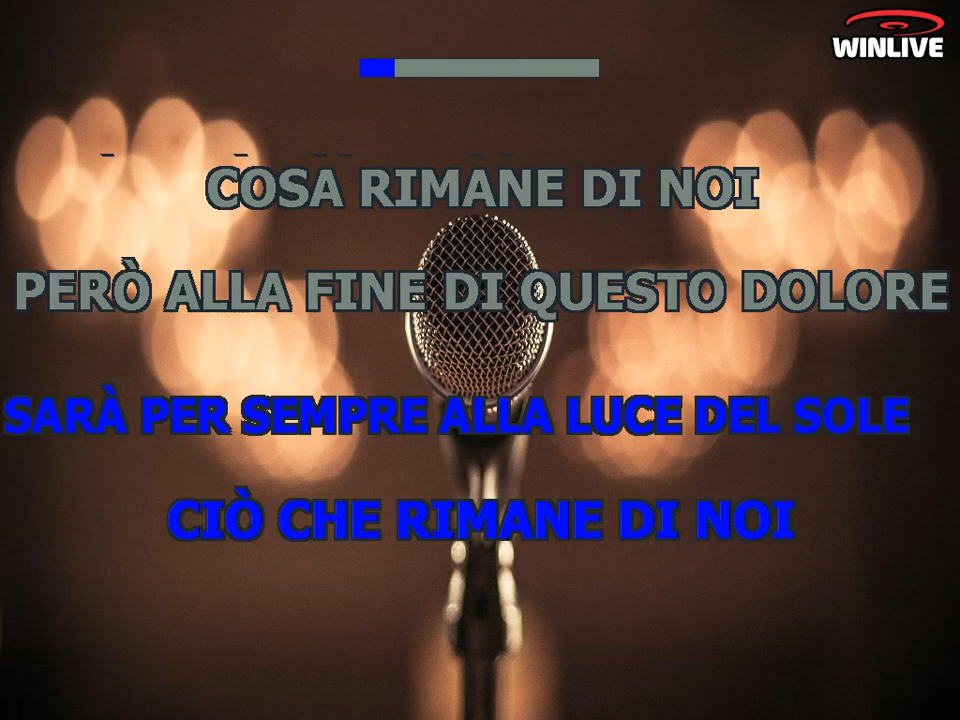 WINLIVE
COSA RIMANE DI NOI
PERÒ ALLA FINE DI QUESTO DOLORE
SARÀ PER SEMPRE ALLA LUCE DEL SOLE
CIÒ CHE RIMANE DI NOI